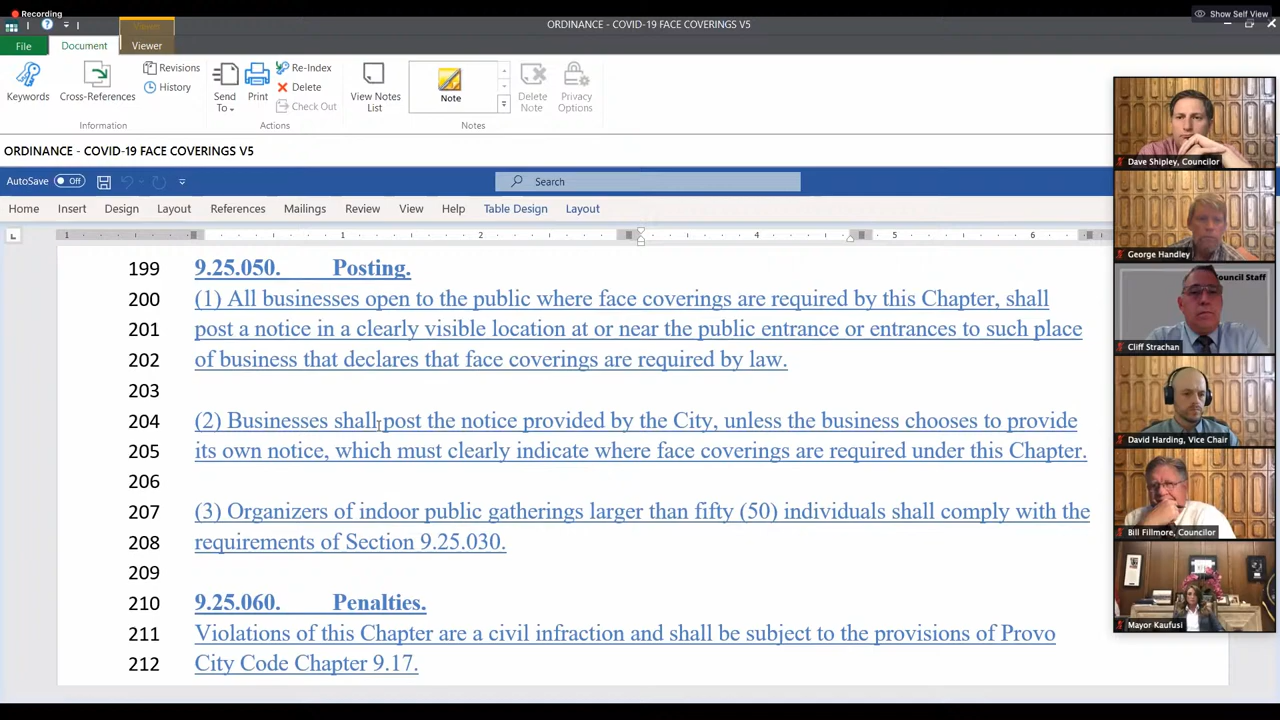 Recording
Show Self View
ORDINANCE - COVID-19 FACE COVERINGS V5
Viewer
File
Document
Viewer
Keywords
Cross-References
Revisions
History
Information
Send To
Print
Re-Index
Delete
Check Out
Actions
View Notes List
Note
Delete Note
Privacy Options
Notes
ORDINANCE - COVID-19 FACE COVERINGS V5
AutoSave Off
Search
Home Insert Design Layout References Mailings Review View Help Table Design Layout
1 1 2 4 5 6
199 9.25.050. Posting.
200 (1) All businesses open to the public where face coverings are required by this Chapter, shall
201 post a notice in a clearly visible location at or near the public entrance or entrances to such place
202 of business that declares that face coverings are required by law.
203
204 (2) Businesses shall post the notice provided by the City, unless the business chooses to provide
205 its own notice, which must clearly indicate where face coverings are required under this Chapter.
206
207 (3) Organizers of indoor public gatherings larger than fifty (50) individuals shall comply with the
208 requirements of Section 9.25.030.
209
210 9.25.060. Penalties.
211 Violations of this Chapter are a civil infraction and shall be subject to the provisions of Provo
212 City Code Chapter 9.17.
Dave Shipley, Councilor
George Handley
Council Staff
Cliff Strachan
David Harding, Vice Chair
Bill Fillmore, Councilor
Mayor Kaufusi